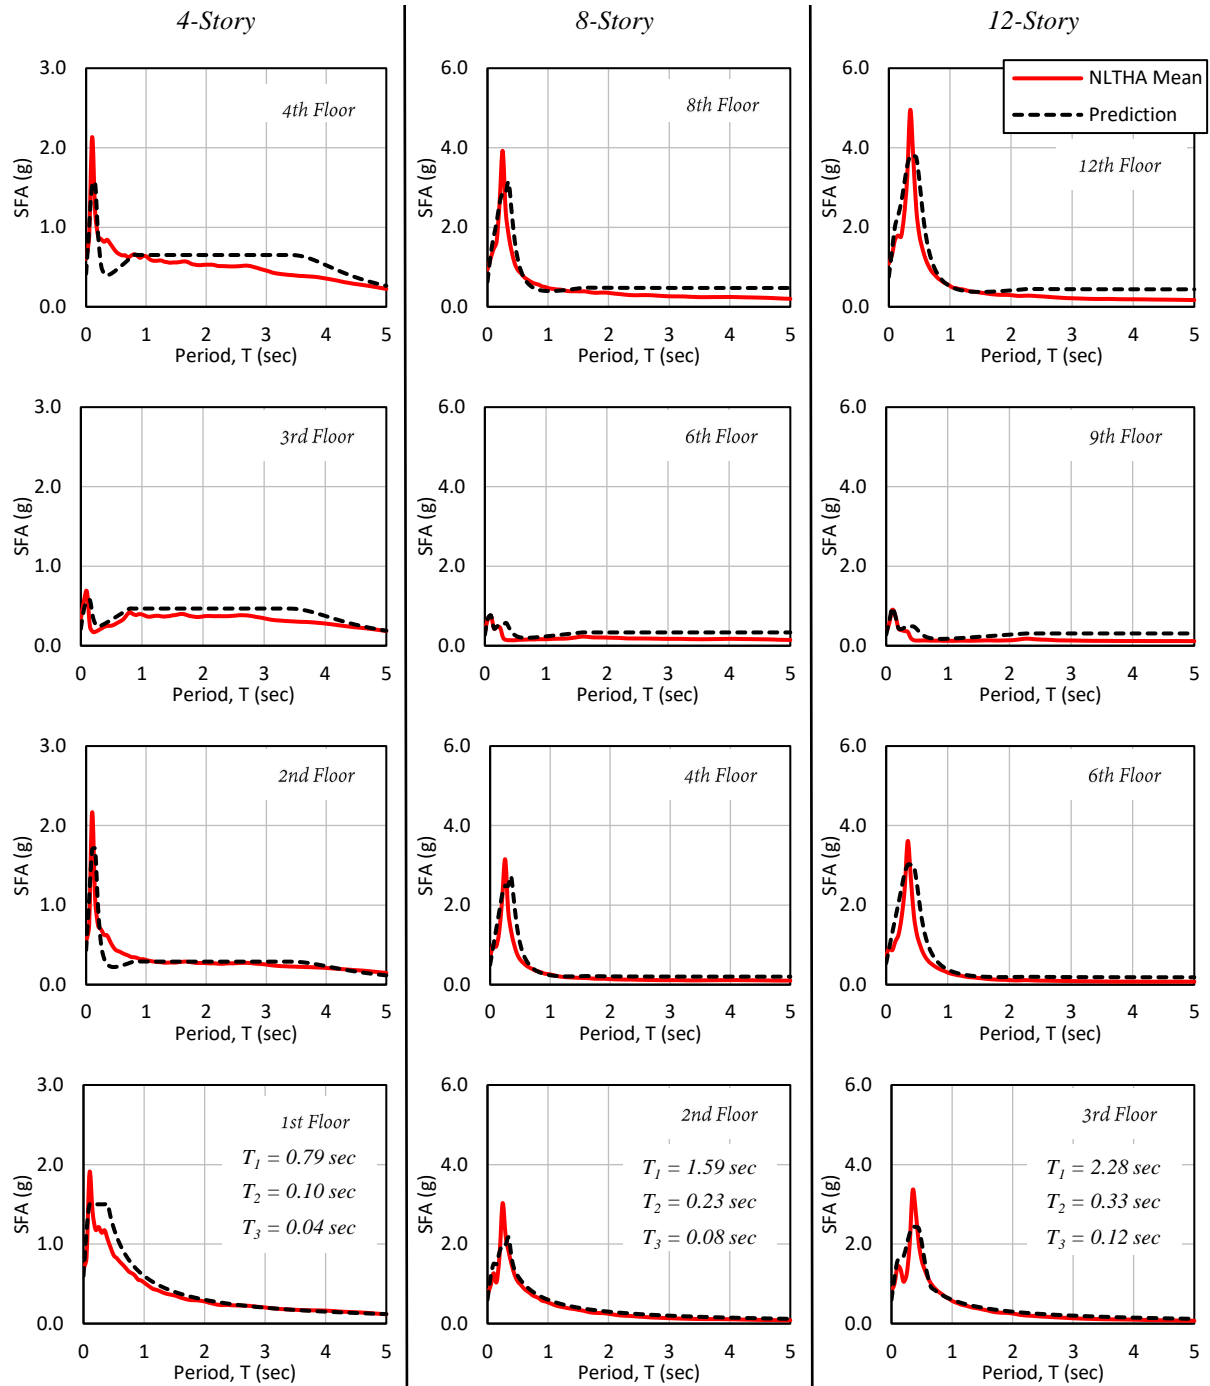 4-Story
8-Story
12-Story
3.0
2.0
1.0
0.0
SFA (g)
4th Floor
0 1 2 3 4 5
Period, T (sec)
6.0
4.0
2.0
0.0
SFA (g)
8th Floor
0 1 2 3 4 5
Period, T (sec)
6.0
4.0
2.0
0.0
SFA (g)
NLTHA Mean
Prediction
12th Floor
0 1 2 3 4 5
Period, T (sec)
3.0
2.0
1.0
0.0
SFA (g)
3rd Floor
0 1 2 3 4 5
Period, T (sec)
6.0
4.0
2.0
0.0
SFA (g)
6th Floor
0 1 2 3 4 5
Period, T (sec)
6.0
4.0
2.0
0.0
SFA (g)
9th Floor
0 1 2 3 4 5
Period, T (sec)
3.0
2.0
1.0
0.0
SFA (g)
2nd Floor
0 1 2 3 4 5
Period, T (sec)
6.0
4.0
2.0
0.0
SFA (g)
4th Floor
0 1 2 3 4 5
Period, T (sec)
6.0
4.0
2.0
0.0
SFA (g)
6th Floor
0 1 2 3 4 5
Period, T (sec)
3.0
2.0
1.0
0.0
SFA (g)
1st Floor
T1 = 0.79 sec
T2 = 0.10 sec
T3 = 0.04 sec
0 1 2 3 4 5
Period, T (sec)
6.0
4.0
2.0
0.0
SFA (g)
2nd Floor
T1 = 1.59 sec
T2 = 0.23 sec
T3 = 0.08 sec
0 1 2 3 4 5
Period, T (sec)
6.0
4.0
2.0
0.0
SFA (g)
3rd Floor
T1 = 2.28 sec
T2 = 0.33 sec
T3 = 0.12 sec
0 1 2 3 4 5
Period, T (sec)